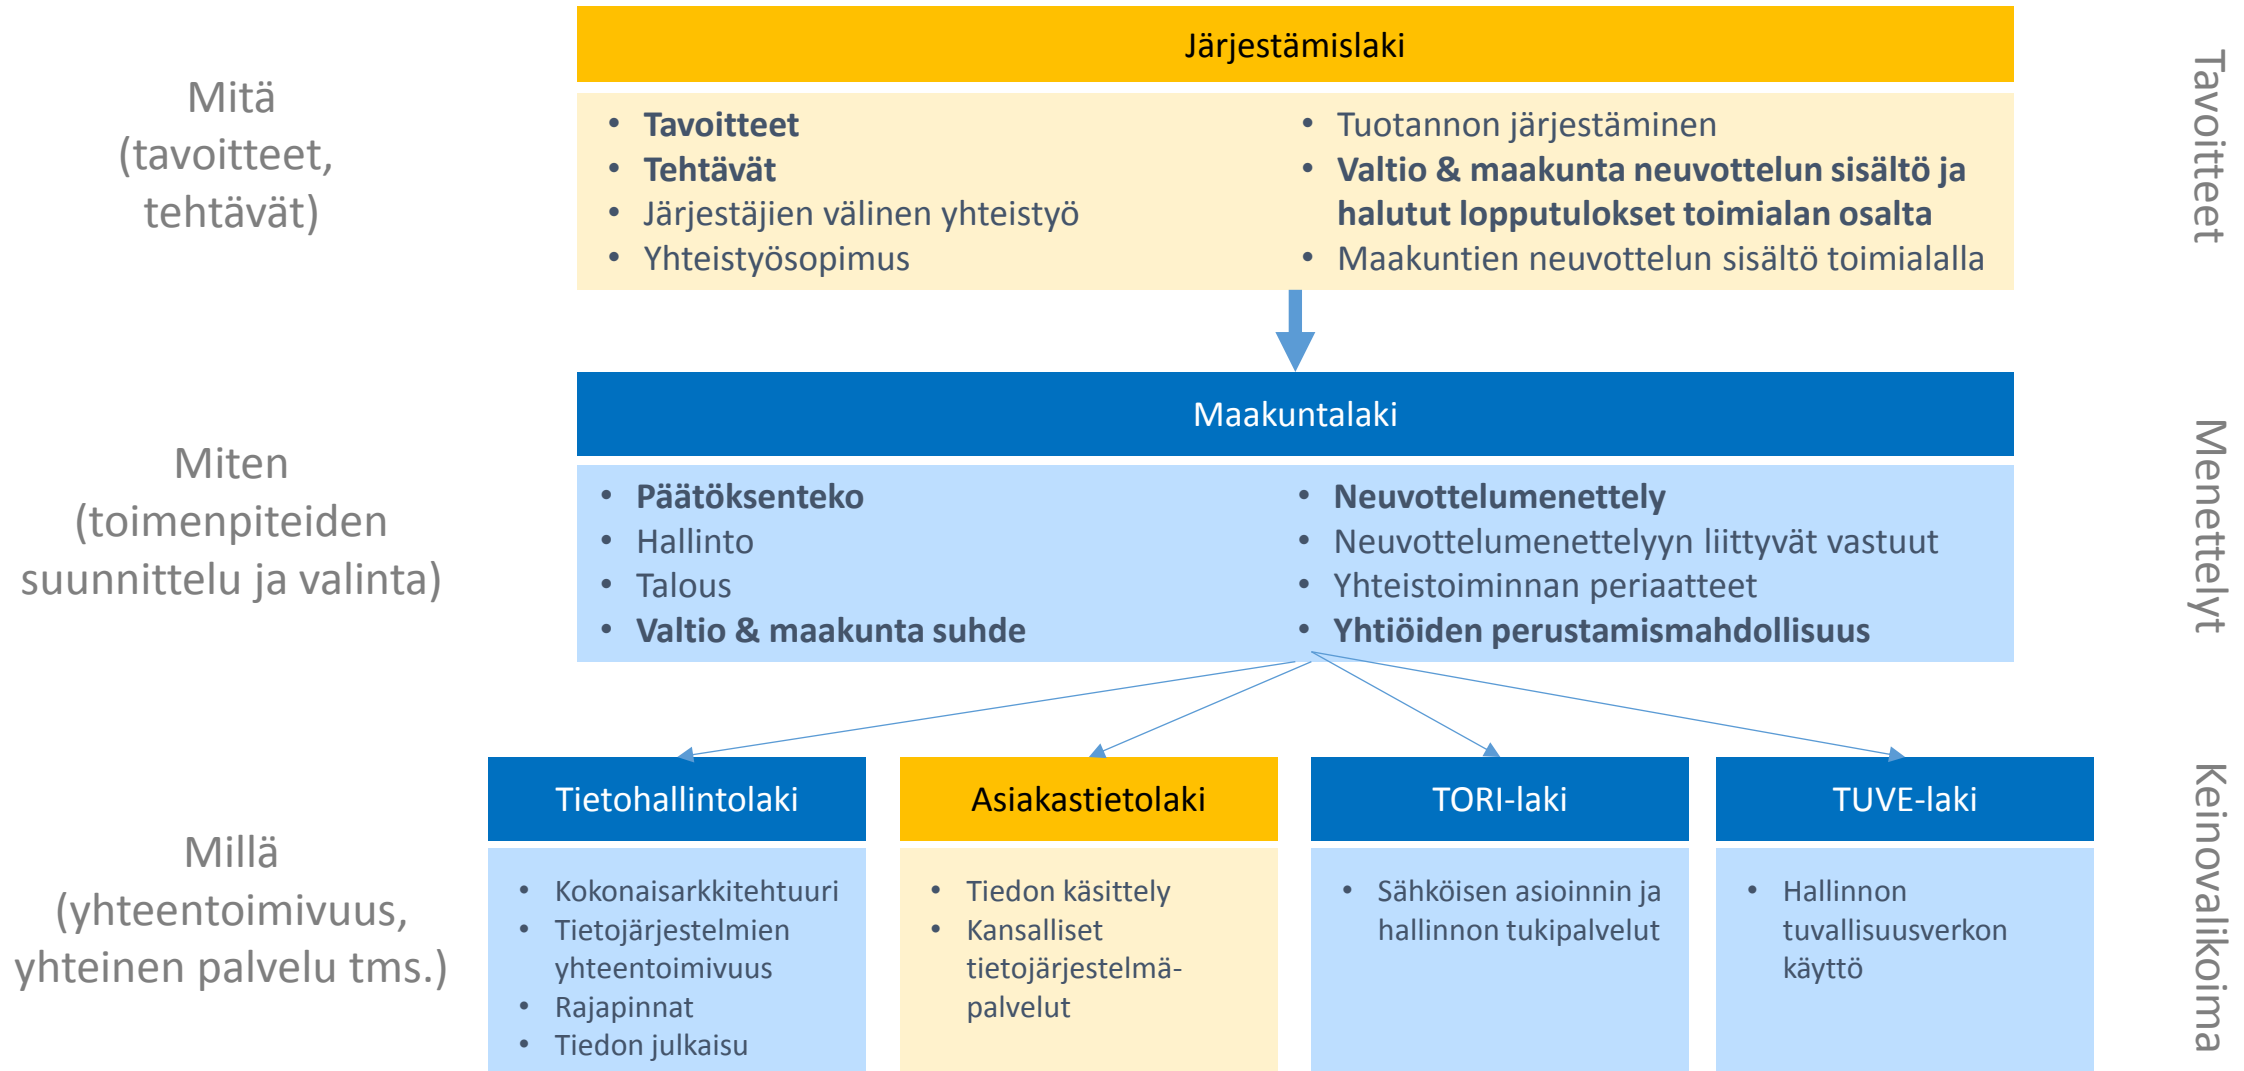 Järjestämislaki
Mitä
(tavoitteet,
tehtävät)
• Tavoitteet
• Tehtävät
• Järjestäjien välinen yhteistyö
• Yhteistyösopimus
• Tuotannon järjestäminen
• Valtio & maakunta neuvottelun sisältö ja
halutut lopputulokset toimialan osalta
• Maakuntien neuvottelun sisältö toimialalla
Tavoitteet
Maakuntalaki
Miten
(toimenpiteiden
suunnittelu ja valinta)
• Päätöksenteko
• Hallinto
• Talous
• Valtio & maakunta suhde
• Neuvottelumenettely
• Neuvottelumenettelyyn liittyvät vastuut
• Yhteistoiminnan periaatteet
• Yhtiöiden perustamismahdollisuus
Menettelyt
Millä
(yhteentoimivuus,
yhteinen palvelu tms.)
Tietohallintolaki
• Kokonaisarkkitehtuuri
• Tietojärjestelmien
yhteentoimivuus
• Rajapinnat
• Tiedon julkaisu
Asiakastietolaki
• Tiedon käsittely
• Kansalliset
tietojärjestelmä-
palvelut
TORI-laki
• Sähköisen asioinnin ja
hallinnon tukipalvelut
TUVE-laki
• Hallinnon
tuvallisuusverkon
käyttö
Keinovalikoima